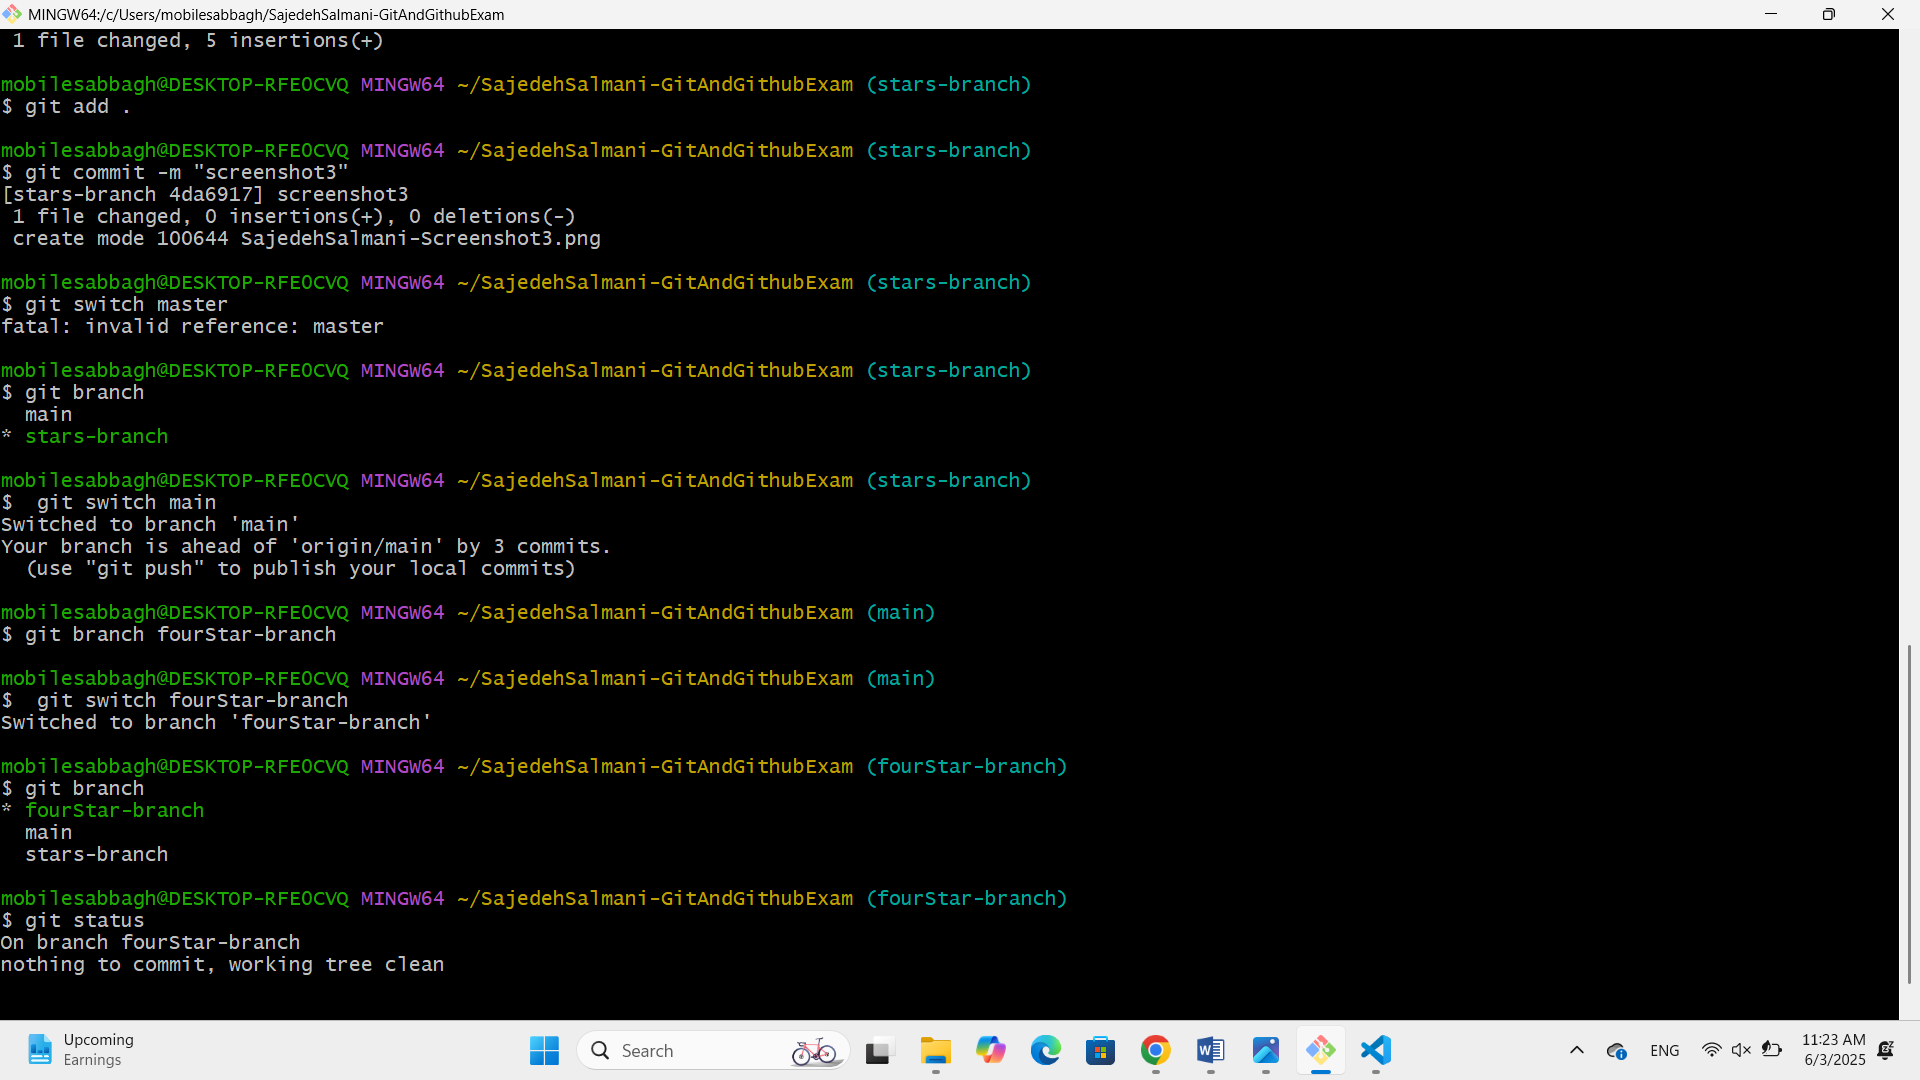 MINGW64:/c/Users/mobilesabbagh/SajedehSalmani-GitAndGithubExam
 1 file changed, 5 insertions(+)
mobilesabbagh@DESKTOP-RFE0CVQ MINGW64 ~/SajedehSalmani-GitAndGithubExam (stars-branch)
$ git add .
mobilesabbagh@DESKTOP-RFE0CVQ MINGW64 ~/SajedehSalmani-GitAndGithubExam (stars-branch)
$ git commit -m "screenshot3"
[stars-branch 4da6917] screenshot3
 1 file changed, 0 insertions(+), 0 deletions(-)
 create mode 100644 SajedehSalmani-Screenshot3.png
mobilesabbagh@DESKTOP-RFE0CVQ MINGW64 ~/SajedehSalmani-GitAndGithubExam (stars-branch)
$ git switch master
fatal: invalid reference: master
mobilesabbagh@DESKTOP-RFE0CVQ MINGW64 ~/SajedehSalmani-GitAndGithubExam (stars-branch)
$ git branch
  main
* stars-branch
mobilesabbagh@DESKTOP-RFE0CVQ MINGW64 ~/SajedehSalmani-GitAndGithubExam (stars-branch)
$  git switch main
Switched to branch 'main'
Your branch is ahead of 'origin/main' by 3 commits.
  (use "git push" to publish your local commits)
mobilesabbagh@DESKTOP-RFE0CVQ MINGW64 ~/SajedehSalmani-GitAndGithubExam (main)
$ git branch fourStar-branch
mobilesabbagh@DESKTOP-RFE0CVQ MINGW64 ~/SajedehSalmani-GitAndGithubExam (main)
$  git switch fourStar-branch
Switched to branch 'fourStar-branch'
mobilesabbagh@DESKTOP-RFE0CVQ MINGW64 ~/SajedehSalmani-GitAndGithubExam (fourStar-branch)
$ git branch
* fourStar-branch
  main
  stars-branch
mobilesabbagh@DESKTOP-RFE0CVQ MINGW64 ~/SajedehSalmani-GitAndGithubExam (fourStar-branch)
$ git status
On branch fourStar-branch
nothing to commit, working tree clean
Upcoming
Earnings
Search
ENG
11:23 AM
6/3/2025